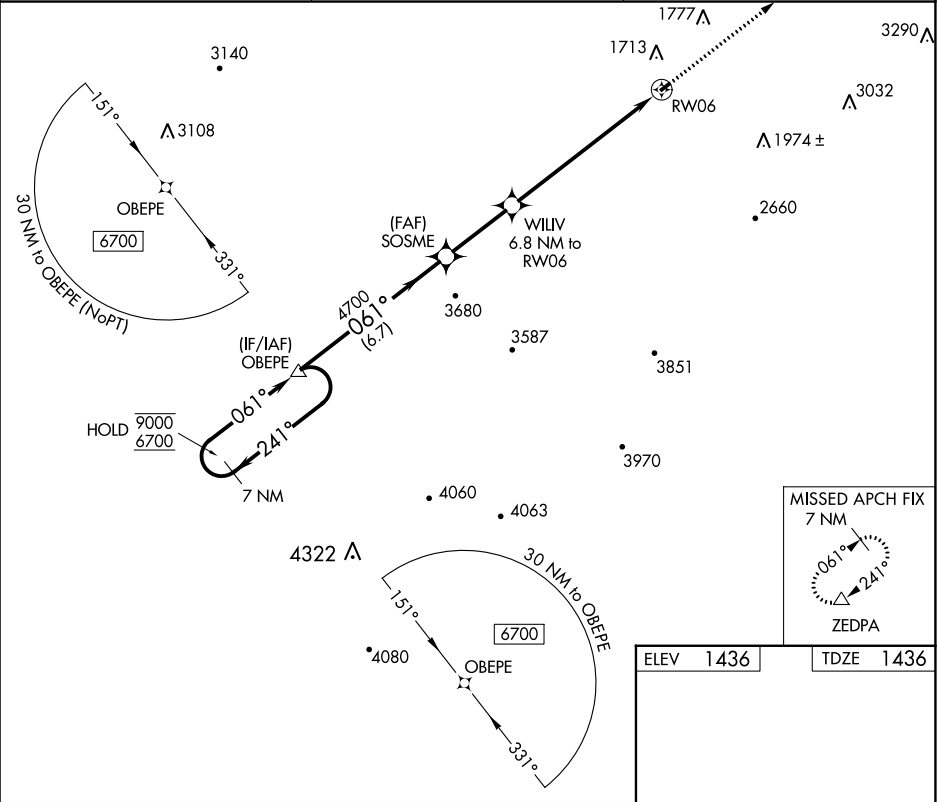 1777
3290
1713
3140
RW06
3032
151°
3108
1974 ±
OBEPE
6700
2660
(FAF)
SOSME
WILIV
6.8 NM to
RW06
331°
30 NM to OBEPE (NoPT)
4700
061°
(6.7)
3680
(IF/IAF)
OBEPE
3587
3851
061°
HOLD
9000
6700
241°
3970
7 NM
4060
4063
MISSED APCH FIX
7 NM
061°
241°
ZEDPA
4322
30 NM to OBEPE
151°
6700
4080
OBEPE
331°
ELEV 1436
TDZE 1436